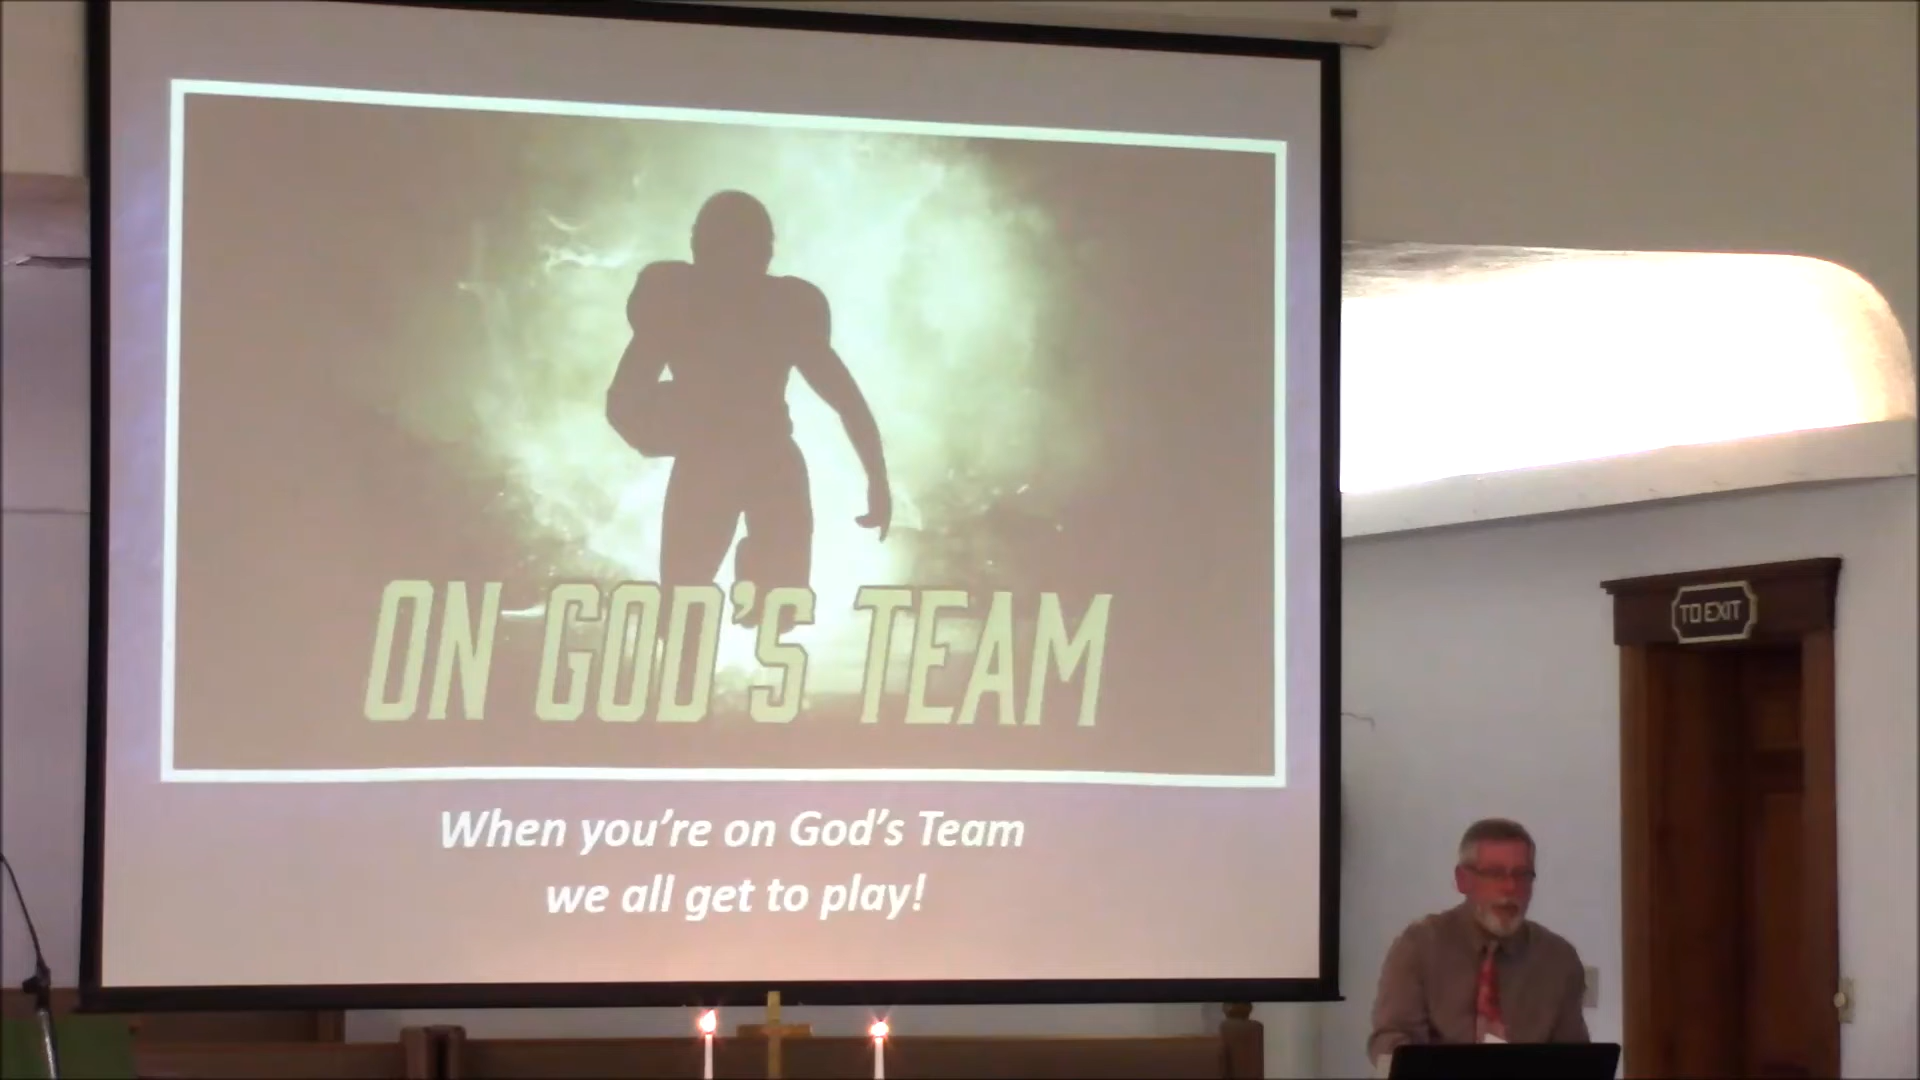 ON GOD'S TEAM
When you're on God's Team
we all get to play!
TO EXIT